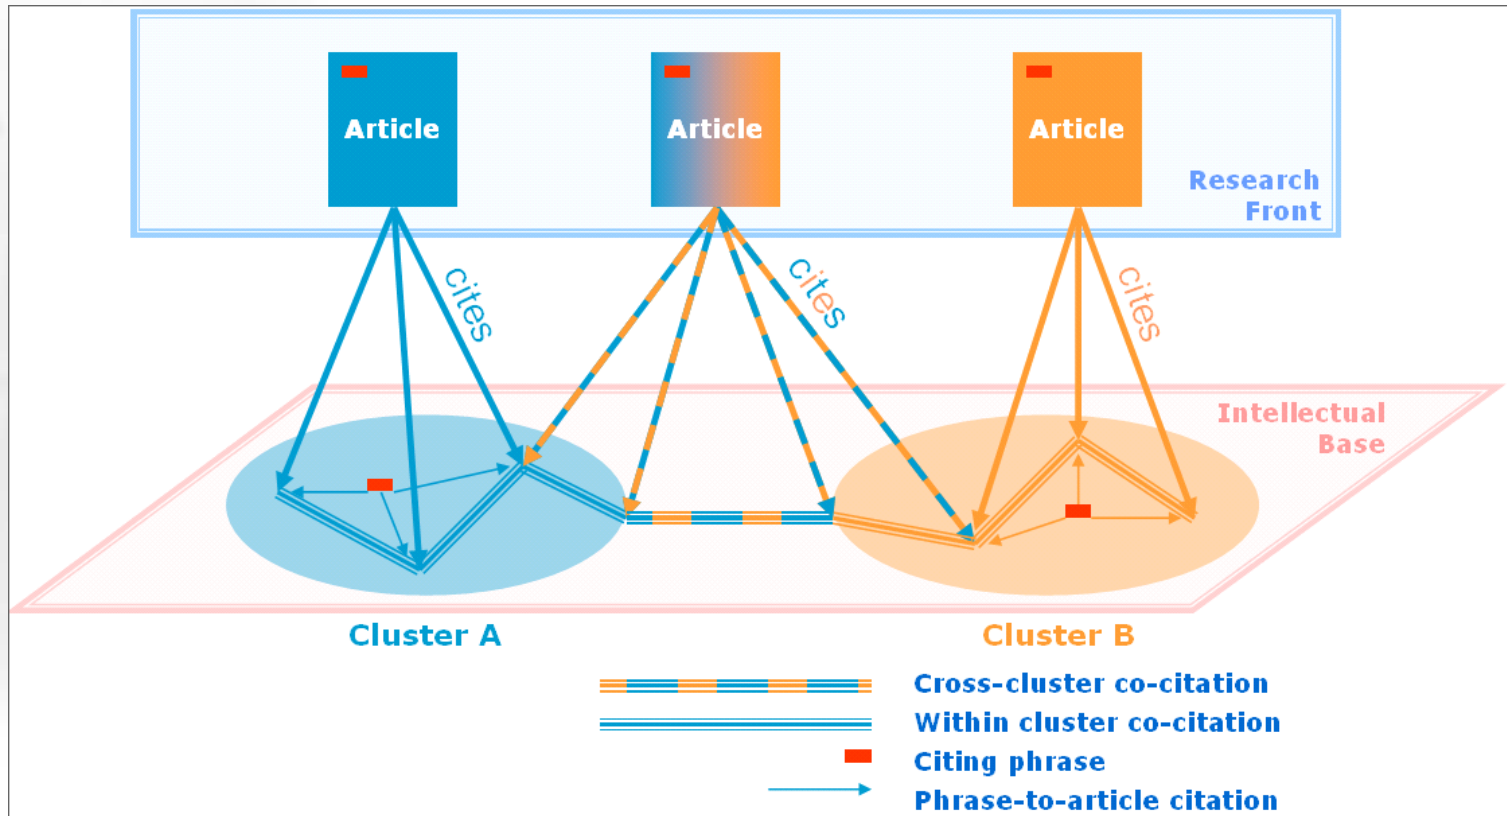 Article
Article
Article
Research
Front
cites
cites
cites
Intellectual
Base
Cluster A
Cluster B
Cross-cluster co-citation
Within cluster co-citation
Citing phrase
Phrase-to-article citation